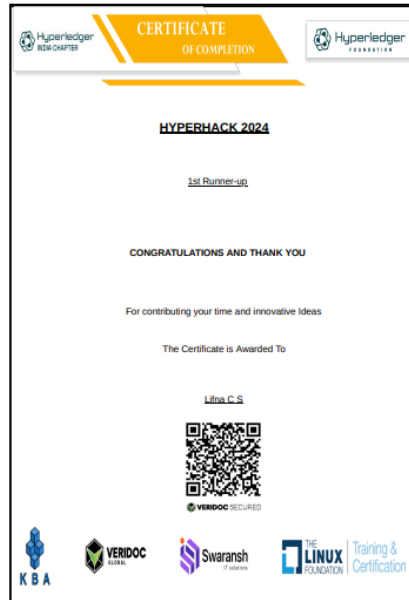 Hyperledger
INDIA CHAPTER
CERTIFICATE
OF COMPLETION
Hyperledger
FOUNDATION
HYPERHACK 2024
1st Runner-up
CONGRATULATIONS AND THANK YOU
For contributing your time and innovative Ideas
The Certificate is Awarded To
Lifna C S
VERIDOC SECURED
KBA
VERIDOC
GLOBAL
Swaransh
IT solutions
THE
LINUX
FOUNDATION
Training &
Certification